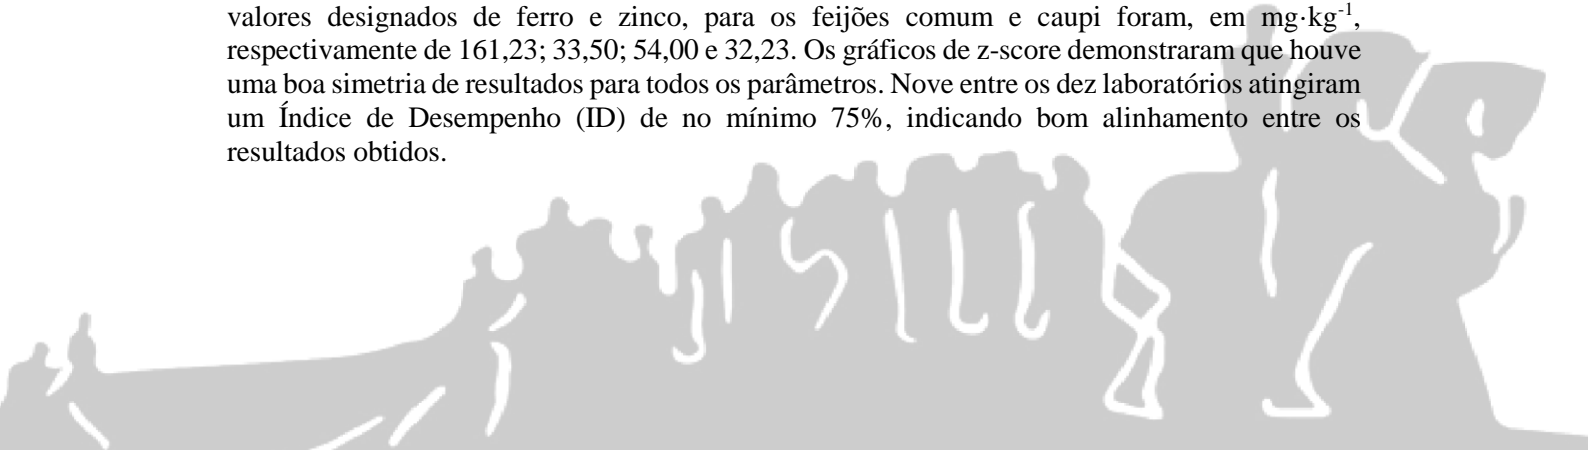 valores designados de ferro e zinco, para os feijões comum e caupi foram, em mg·kg⁻¹,
respectivamente de 161,23; 33,50; 54,00 e 32,23. Os gráficos de z-score demonstraram que houve
uma boa simetria de resultados para todos os parâmetros. Nove entre os dez laboratórios atingiram
um Índice de Desempenho (ID) de no mínimo 75%, indicando bom alinhamento entre os
resultados obtidos.